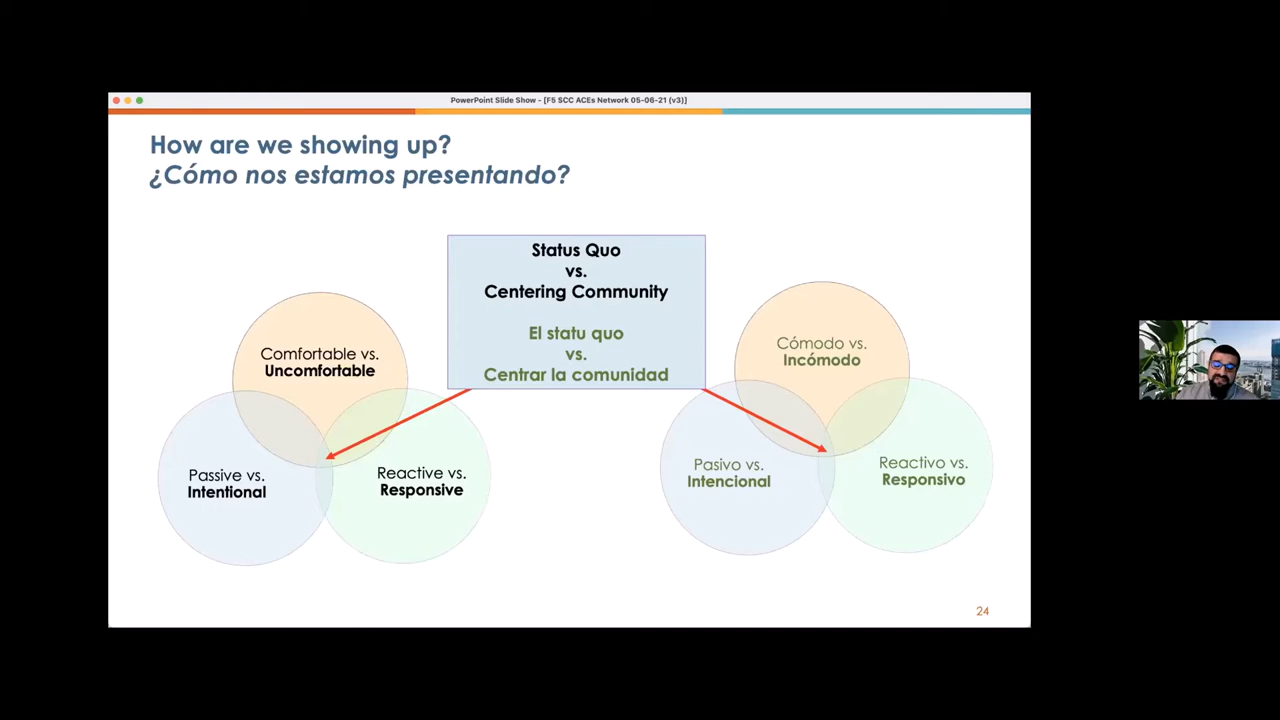 PowerPoint Slide Show - [F5 SCC ACEs Network 05-06-21 (v3)]
How are we showing up?
¿Cómo nos estamos presentando?
Status Quo
vs.
Centering Community
El statu quo
vs.
Centrar la comunidad
Comfortable vs.
Uncomfortable
Passive vs.
Intentional
Reactive vs.
Responsive
Cómodo vs.
Incómodo
Pasivo vs.
Intencional
Reactivo vs.
Responsivo
24